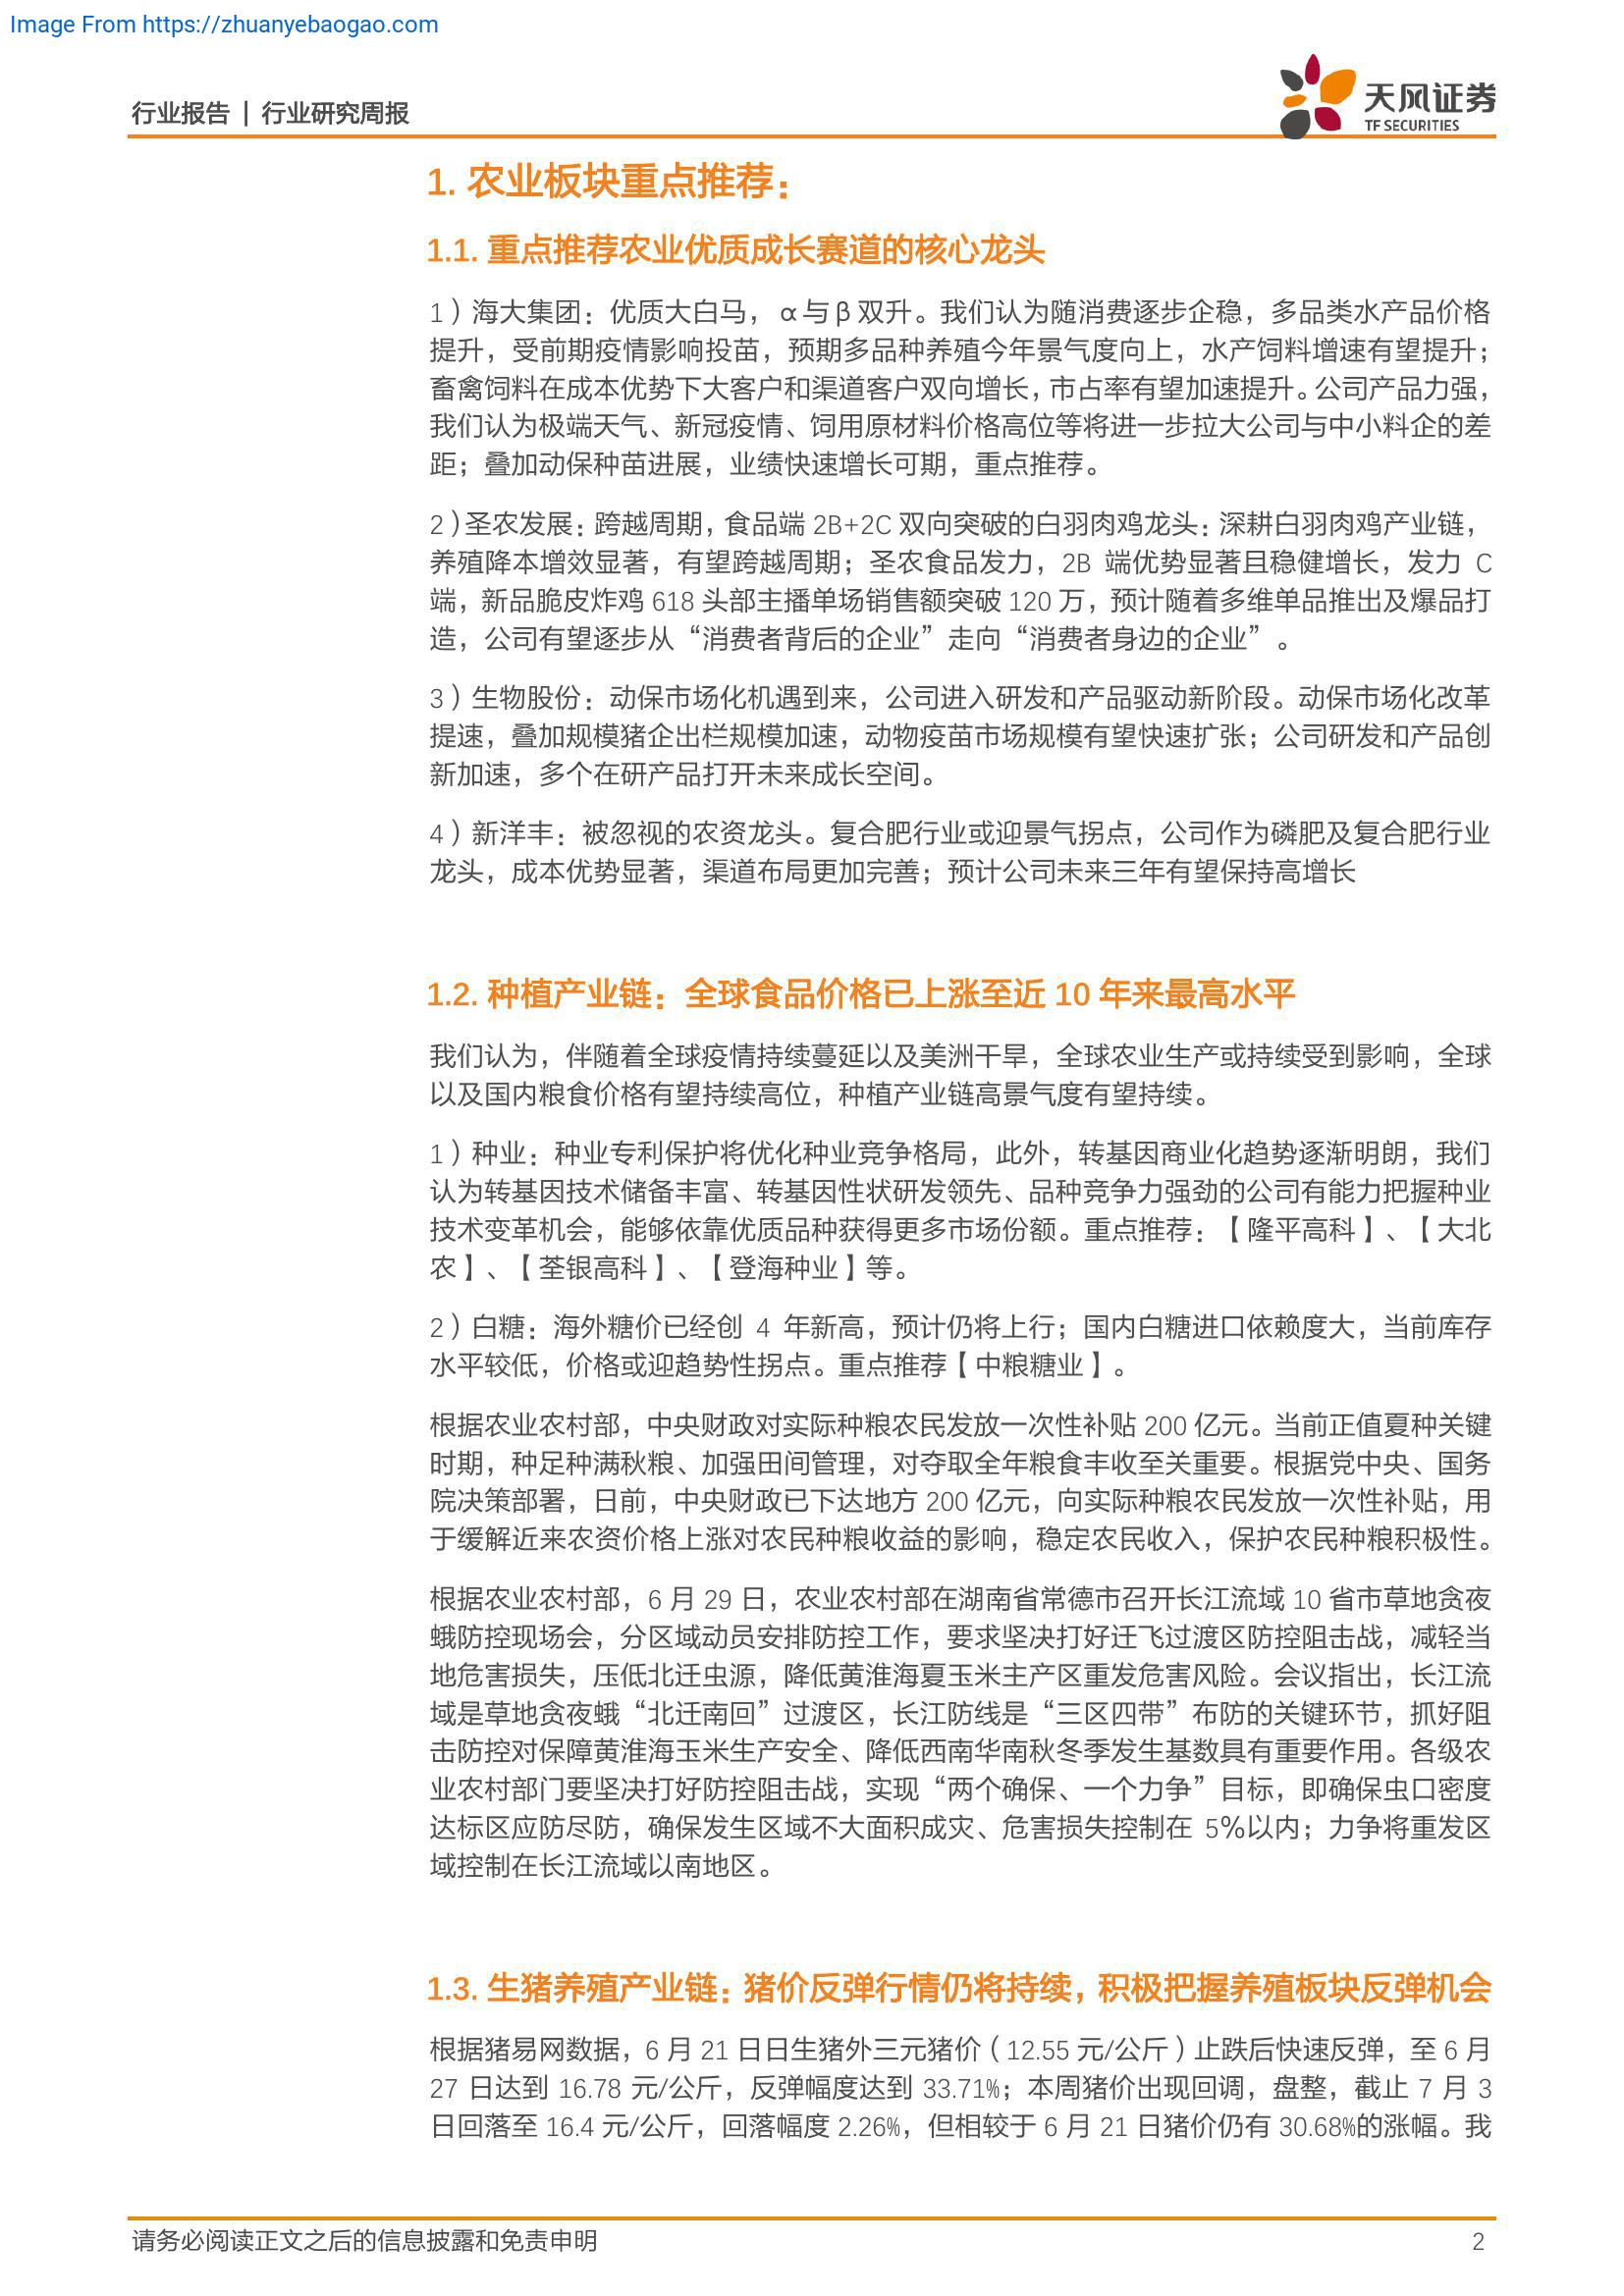 Image From https://zhuanyebaogao.com
行业报告 | 行业研究周报
天风证券
TF SECURITIES
1. 农业板块重点推荐：
1.1. 重点推荐农业优质成长赛道的核心龙头
1）海大集团：优质大白马，α与β双升。我们认为随消费逐步企稳，多品类水产品价格
提升，受前期疫情影响投苗，预期多品种养殖今年景气度向上，水产饲料增速有望提升；
畜禽饲料在成本优势下大客户和渠道客户双向增长，市占率有望加速提升。公司产品力强，
我们认为极端天气、新冠疫情、饲用原材料价格高位等将进一步拉大公司与中小料企的差
距；叠加动保种苗进展，业绩快速增长可期，重点推荐。
2）圣农发展：跨越周期，食品端 2B+2C 双向突破的白羽肉鸡龙头：深耕白羽肉鸡产业链，
养殖降本增效显著，有望跨越周期；圣农食品发力，2B 端优势显著且稳健增长，发力 C
端，新品脆皮炸鸡 618 头部主播单场销售额突破 120 万，预计随着多维单品推出及爆品打
造，公司有望逐步从“消费者背后的企业”走向“消费者身边的企业”。
3）生物股份：动保市场化机遇到来，公司进入研发和产品驱动新阶段。动保市场化改革
提速，叠加规模猪企出栏规模加速，动物疫苗市场规模有望快速扩张；公司研发和产品创
新加速，多个在研产品打开未来成长空间。
4）新洋丰：被忽视的农资龙头。复合肥行业或迎景气拐点，公司作为磷肥及复合肥行业
龙头，成本优势显著，渠道布局更加完善；预计公司未来三年有望保持高增长
1.2. 种植产业链：全球食品价格已上涨至近 10 年来最高水平
我们认为，伴随着全球疫情持续蔓延以及美洲干旱，全球农业生产或持续受到影响，全球
以及国内粮食价格有望持续高位，种植产业链高景气度有望持续。
1）种业：种业专利保护将优化种业竞争格局，此外，转基因商业化趋势逐渐明朗，我们
认为转基因技术储备丰富、转基因性状研发领先、品种竞争力强劲的公司有能力把握种业
技术变革机会，能够依靠优质品种获得更多市场份额。重点推荐：【隆平高科】、【大北
农】、【荃银高科】、【登海种业】等。
2）白糖：海外糖价已经创 4 年新高，预计仍将上行；国内白糖进口依赖度大，当前库存
水平较低，价格或迎趋势性拐点。重点推荐【中粮糖业】。
根据农业农村部，中央财政对实际种粮农民发放一次性补贴 200 亿元。当前正值夏种关键
时期，种足种满秋粮、加强田间管理，对夺取全年粮食丰收至关重要。根据党中央、国务
院决策部署，日前，中央财政已下达地方 200 亿元，向实际种粮农民发放一次性补贴，用
于缓解近来农资价格上涨对农民种粮收益的影响，稳定农民收入，保护农民种粮积极性。
根据农业农村部，6 月 29 日，农业农村部在湖南省常德市召开长江流域 10 省市草地贪夜
蛾防控现场会，分区域动员安排防控工作，要求坚决打好迁飞过渡区防控阻击战，减轻当
地危害损失，压低北迁虫源，降低黄淮海夏玉米主产区重发危害风险。会议指出，长江流
域是草地贪夜蛾“北迁南回”过渡区，长江防线是“三区四带”布防的关键环节，抓好阻
击防控对保障黄淮海玉米生产安全、降低西南华南秋冬季发生基数具有重要作用。各级农
业农村部门要坚决打好防控阻击战，实现“两个确保、一个力争”目标，即确保虫口密度
达标区应防尽防，确保发生区域不大面积成灾、危害损失控制在 5%以内；力争将重发区
域控制在长江流域以南地区。
1.3. 生猪养殖产业链：猪价反弹行情仍将持续，积极把握养殖板块反弹机会
根据猪易网数据，6 月 21 日日生猪外三元猪价（12.55 元/公斤）止跌后快速反弹，至 6 月
27 日达到 16.78 元/公斤，反弹幅度达到 33.71%；本周猪价出现回调，盘整，截止 7 月 3
日回落至 16.4 元/公斤，回落幅度 2.26%，但相较于 6 月 21 日猪价仍有 30.68%的涨幅。我
请务必阅读正文之后的信息披露和免责申明
2